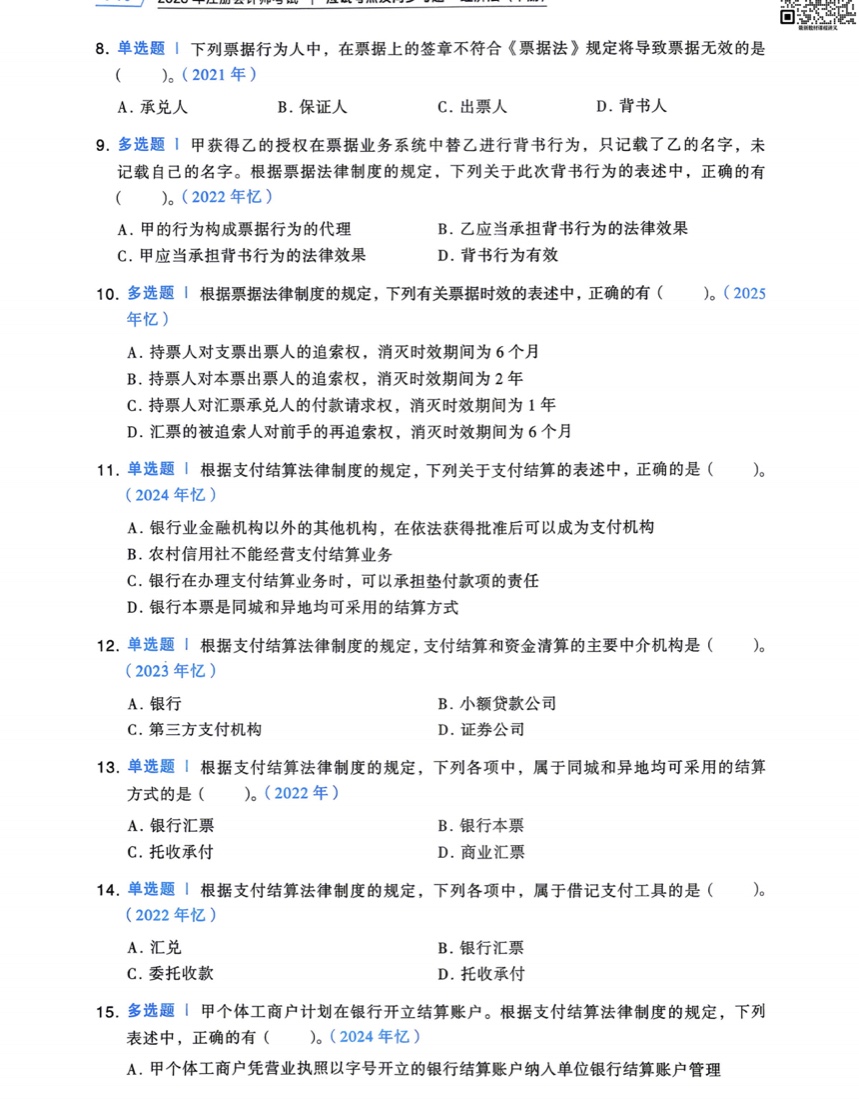 8. 单选题 | 下列票据行为人中，在票据上的签章不符合《票据法》规定将导致票据无效的是
(　　)。（2021 年）
A. 承兑人　B. 保证人　C. 出票人　D. 背书人
9. 多选题 | 甲获得乙的授权在票据业务系统中替乙进行背书行为，只记载了乙的名字，未
记载自己的名字。根据票据法律制度的规定，下列关于此次背书行为的表述中，正确的有
(　　)。（2022 年忆）
A. 甲的行为构成票据行为的代理　B. 乙应当承担背书行为的法律效果
C. 甲应当承担背书行为的法律效果　D. 背书行为有效
10. 多选题 | 根据票据法律制度的规定，下列有关票据时效的表述中，正确的有(　　)。（2025
年忆）
A. 持票人对支票出票人的追索权，消灭时效期间为 6 个月
B. 持票人对本票出票人的追索权，消灭时效期间为 2 年
C. 持票人对汇票承兑人的付款请求权，消灭时效期间为 1 年
D. 汇票的被追索人对前手的再追索权，消灭时效期间为 6 个月
11. 单选题 | 根据支付结算法律制度的规定，下列关于支付结算的表述中，正确的是(　　)。
（2024 年忆）
A. 银行业金融机构以外的其他机构，在依法获得批准后可以成为支付机构
B. 农村信用社不能经营支付结算业务
C. 银行在办理支付结算业务时，可以承担垫付款项的责任
D. 银行本票是同城和异地均可采用的结算方式
12. 单选题 | 根据支付结算法律制度的规定，支付结算和资金清算的主要中介机构是(　　)。
（2023 年忆）
A. 银行　B. 小额贷款公司
C. 第三方支付机构　D. 证券公司
13. 单选题 | 根据支付结算法律制度的规定，下列各项中，属于同城和异地均可采用的结算
方式的是(　　)。（2022 年）
A. 银行汇票　B. 银行本票
C. 托收承付　D. 商业汇票
14. 单选题 | 根据支付结算法律制度的规定，下列各项中，属于借记支付工具的是(　　)。
（2022 年忆）
A. 汇兑　B. 银行汇票
C. 委托收款　D. 托收承付
15. 多选题 | 甲个体工商户计划在银行开立结算账户。根据支付结算法律制度的规定，下列
表述中，正确的有(　　)。（2024 年忆）
A. 甲个体工商户凭营业执照以字号开立的银行结算账户纳入单位银行结算账户管理